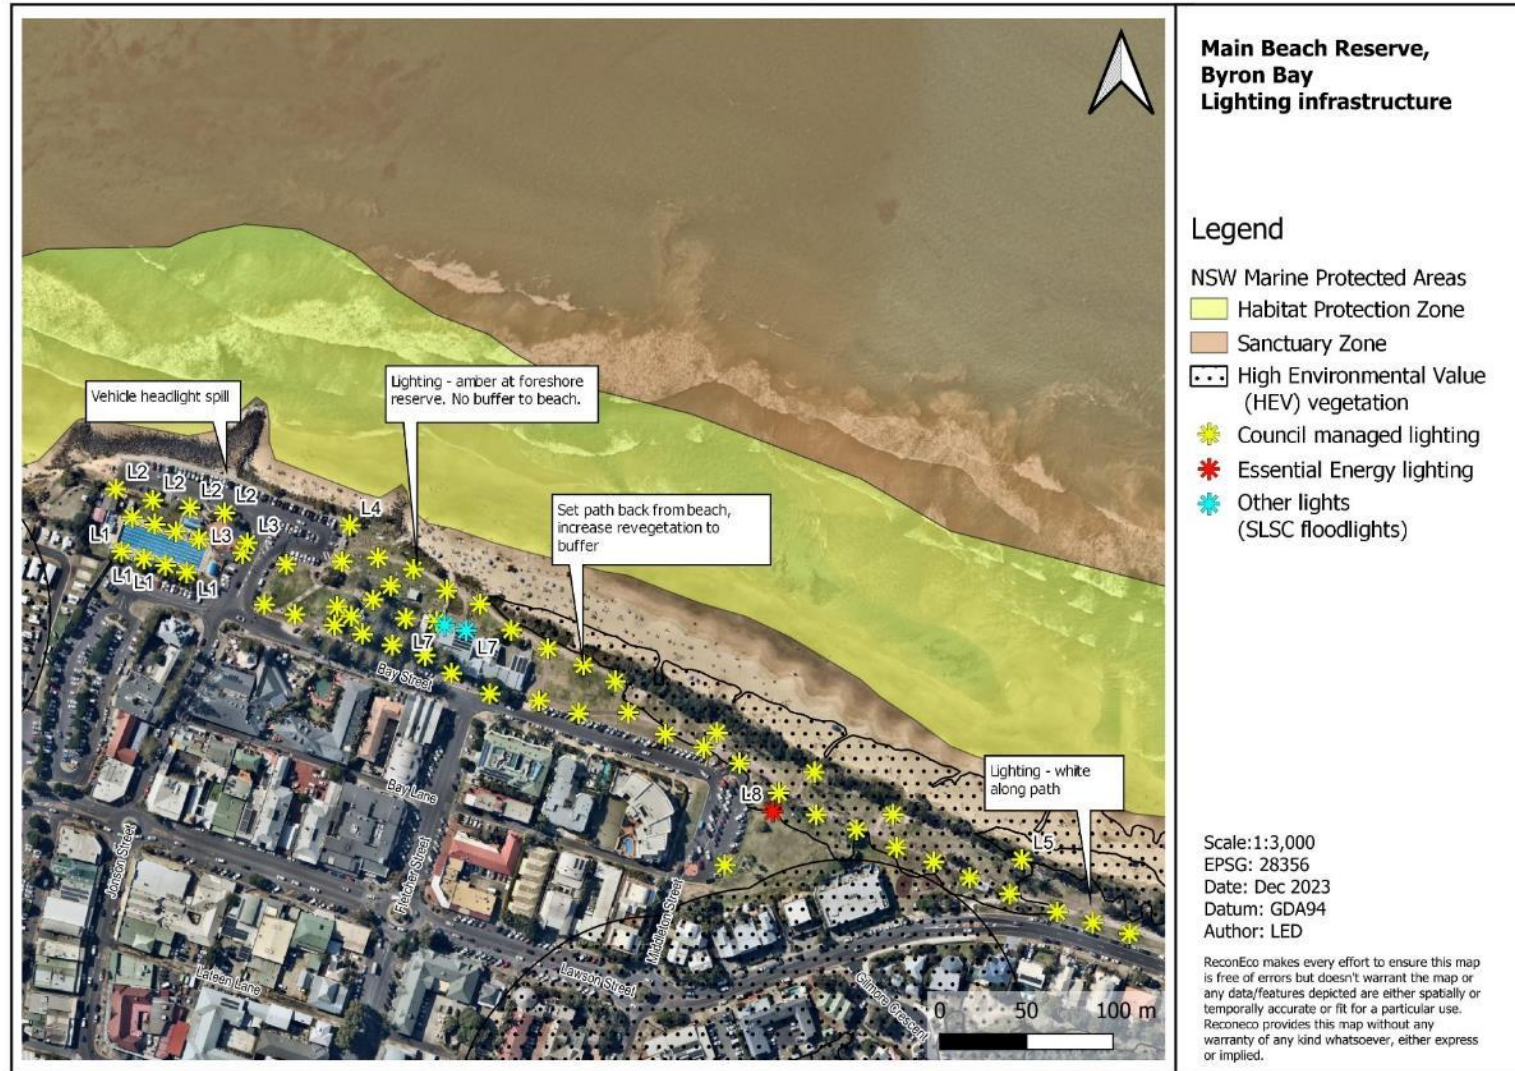 Main Beach Reserve,
Byron Bay
Lighting infrastructure
Legend
NSW Marine Protected Areas
Habitat Protection Zone
Sanctuary Zone
High Environmental Value
(HEV) vegetation
Council managed lighting
Essential Energy lighting
Other lights
(SLSC floodlights)
Scale:1:3,000
EPSG: 28356
Date: Dec 2023
Datum: GDA94
Author: LED
ReconEco makes every effort to ensure this map
is free of errors but doesn't warrant the map or
any data/features depicted are either spatially or
temporally accurate or fit for a particular use.
Reconeco provides this map without any
warranty of any kind whatsoever, either express
or implied.
Vehicle headlight spill
Lighting - amber at foreshore
reserve. No buffer to beach.
Set path back from beach,
increase revegetation to
buffer
Lighting - white
along path
L2
L2
L2
L2
L4
L3
L3
L1
L1
L1
L1
L7
L7
L8
L5
Bay Street
Bay Lane
Jonson Street
Fletcher Street
Middleton Street
Lawson Street
Lateen Lane
Gilmore Crescent
0 50 100 m